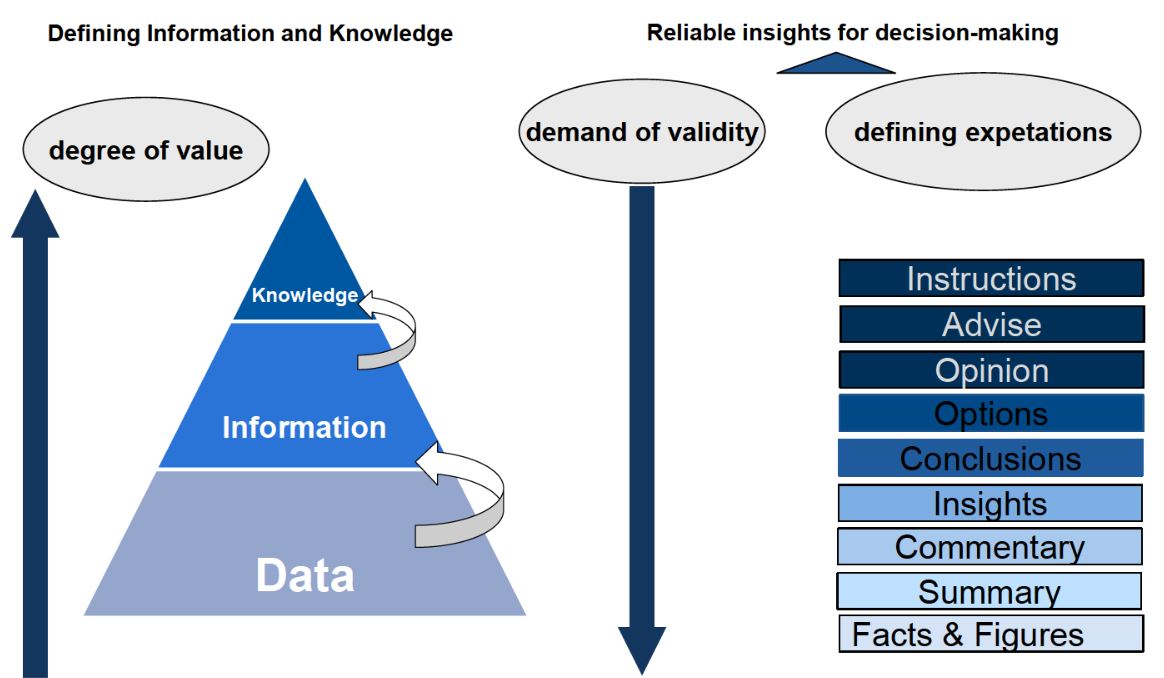 Defining Information and Knowledge
Reliable insights for decision-making
degree of value
demand of validity
defining expetations
Knowledge
Information
Data
Instructions
Advise
Opinion
Options
Conclusions
Insights
Commentary
Summary
Facts & Figures